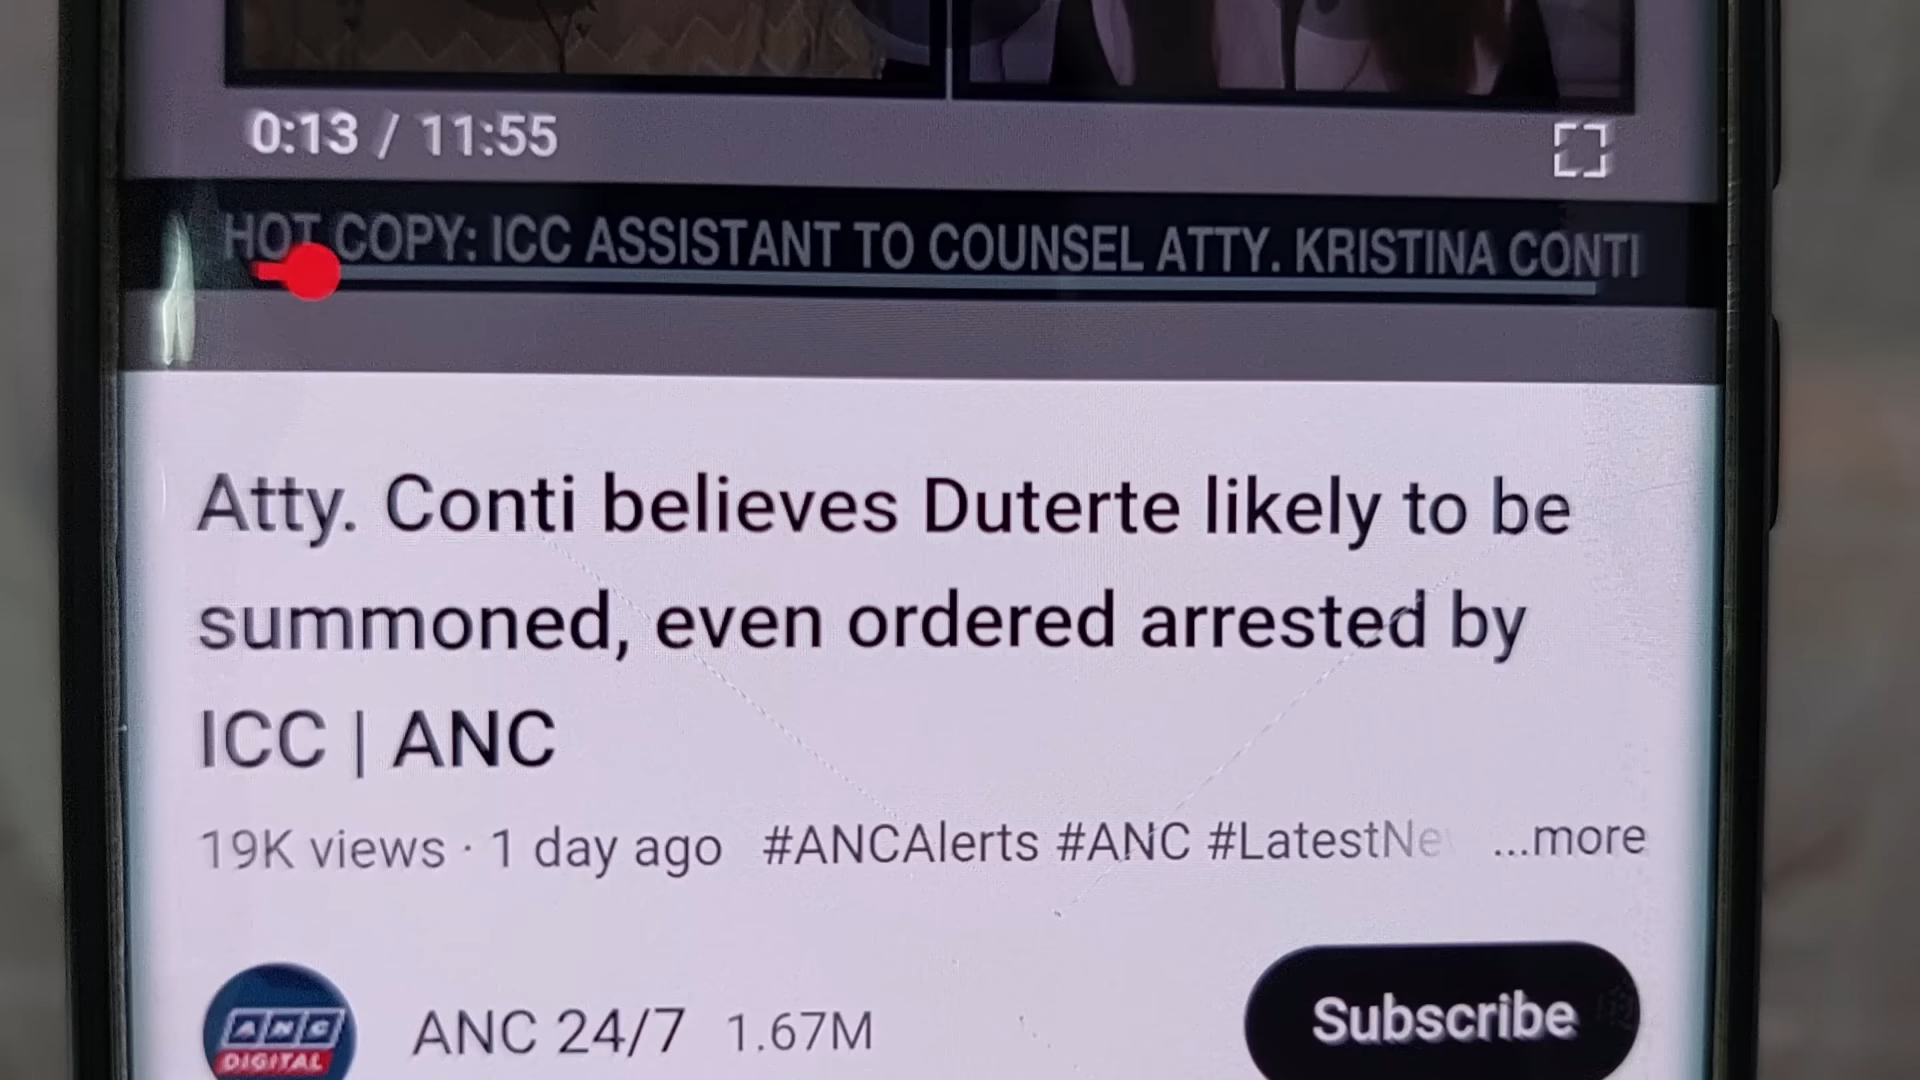 0:13 / 11:55
HOT COPY: ICC ASSISTANT TO COUNSEL ATTY. KRISTINA CONTI
Atty. Conti believes Duterte likely to be
summoned, even ordered arrested by
ICC | ANC
19K views · 1 day ago #ANCAlerts #ANC #LatestNe ...more
ANC
DIGITAL
ANC 24/7 1.67M
Subscribe